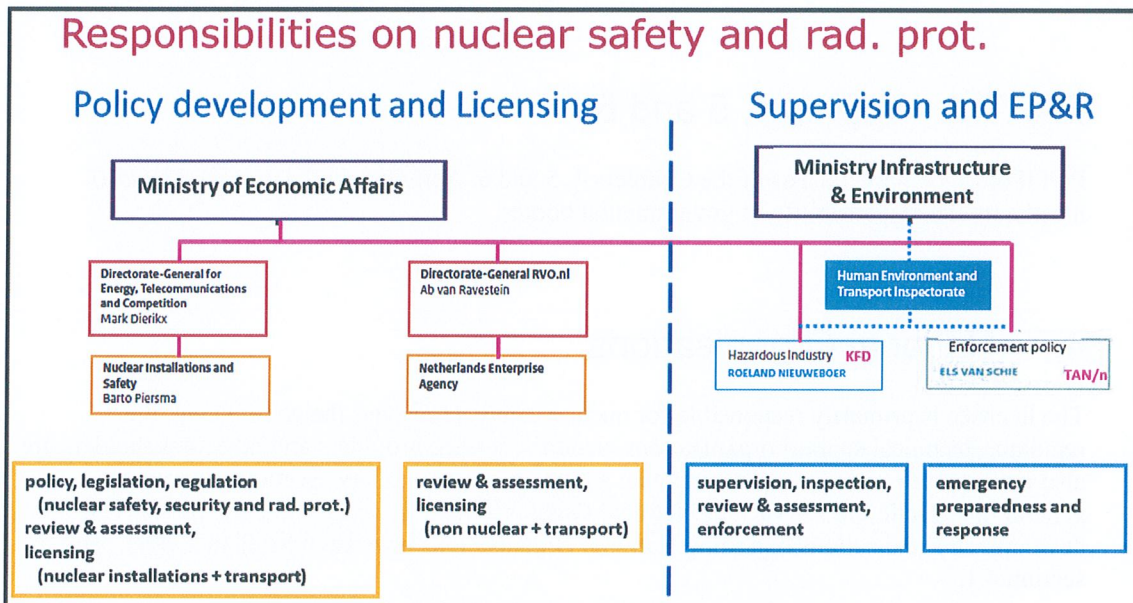 Responsibilities on nuclear safety and rad. prot.
Policy development and Licensing
Supervision and EP&R
Ministry of Economic Affairs
Ministry Infrastructure
& Environment
Directorate-General for
Energy, Telecommunications
and Competition
Mark Dierikx
Directorate-General RVO.nl
Ab van Ravestein
Human Environment and
Transport Inspectorate
Nuclear Installations and
Safety
Barto Piersma
Netherlands Enterprise
Agency
Hazardous Industry KFD
ROELAND NIEUWEBOER
Enforcement policy
ELS VAN SCHIE TAN/n
policy, legislation, regulation
(nuclear safety, security and rad. prot.)
review & assessment,
licensing
(nuclear installations + transport)
review & assessment,
licensing
(non nuclear + transport)
supervision, inspection,
review & assessment,
enforcement
emergency
preparedness and
response